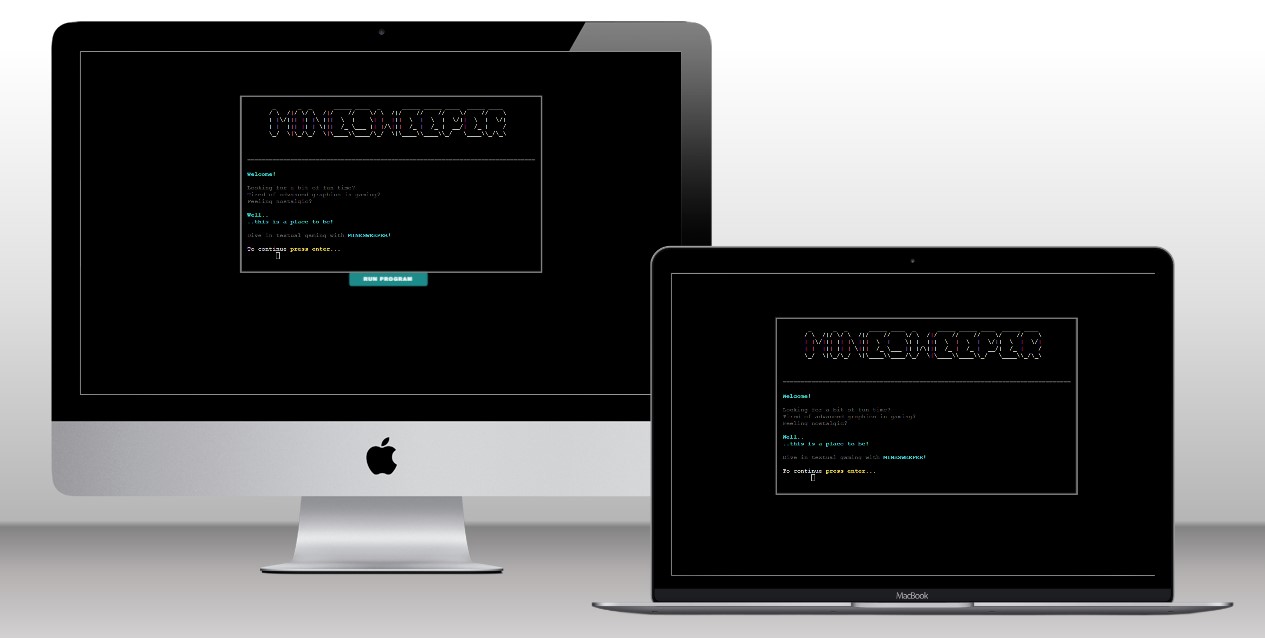 MINESWEEPER
Welcome!
Looking for a bit of fun time?
Tired of advanced graphics in gaming?
Feeling nostalgic?
Well..
..this is a place to be!
Dive in textual gaming with MINESWEEPER!
To continue press enter...
RUN PROGRAM
MINESWEEPER
Welcome!
Looking for a bit of fun time?
Tired of advanced graphics in gaming?
Feeling nostalgic?
Well..
..this is a place to be!
Dive in textual gaming with MINESWEEPER!
To continue press enter...
MacBook